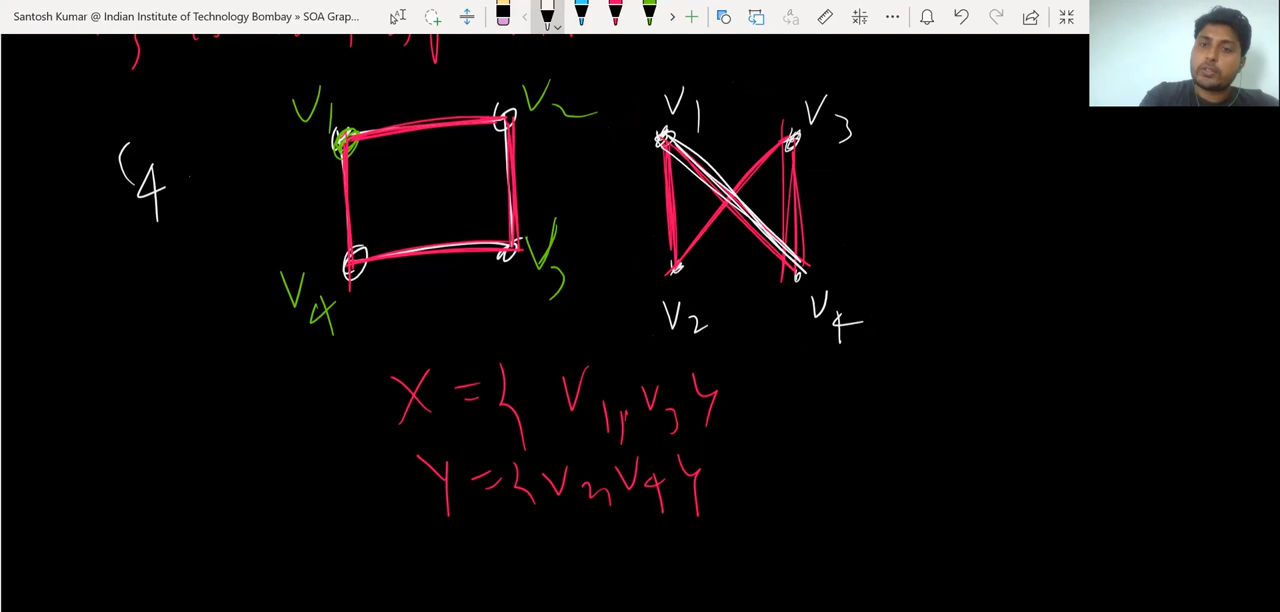 Santosh Kumar @ Indian Institute of Technology Bombay » SOA Grap...
V1 V2
V4 V3
C4
V1 V3
V2 V4
X = { V1, V3 }
Y = { V2, V4 }